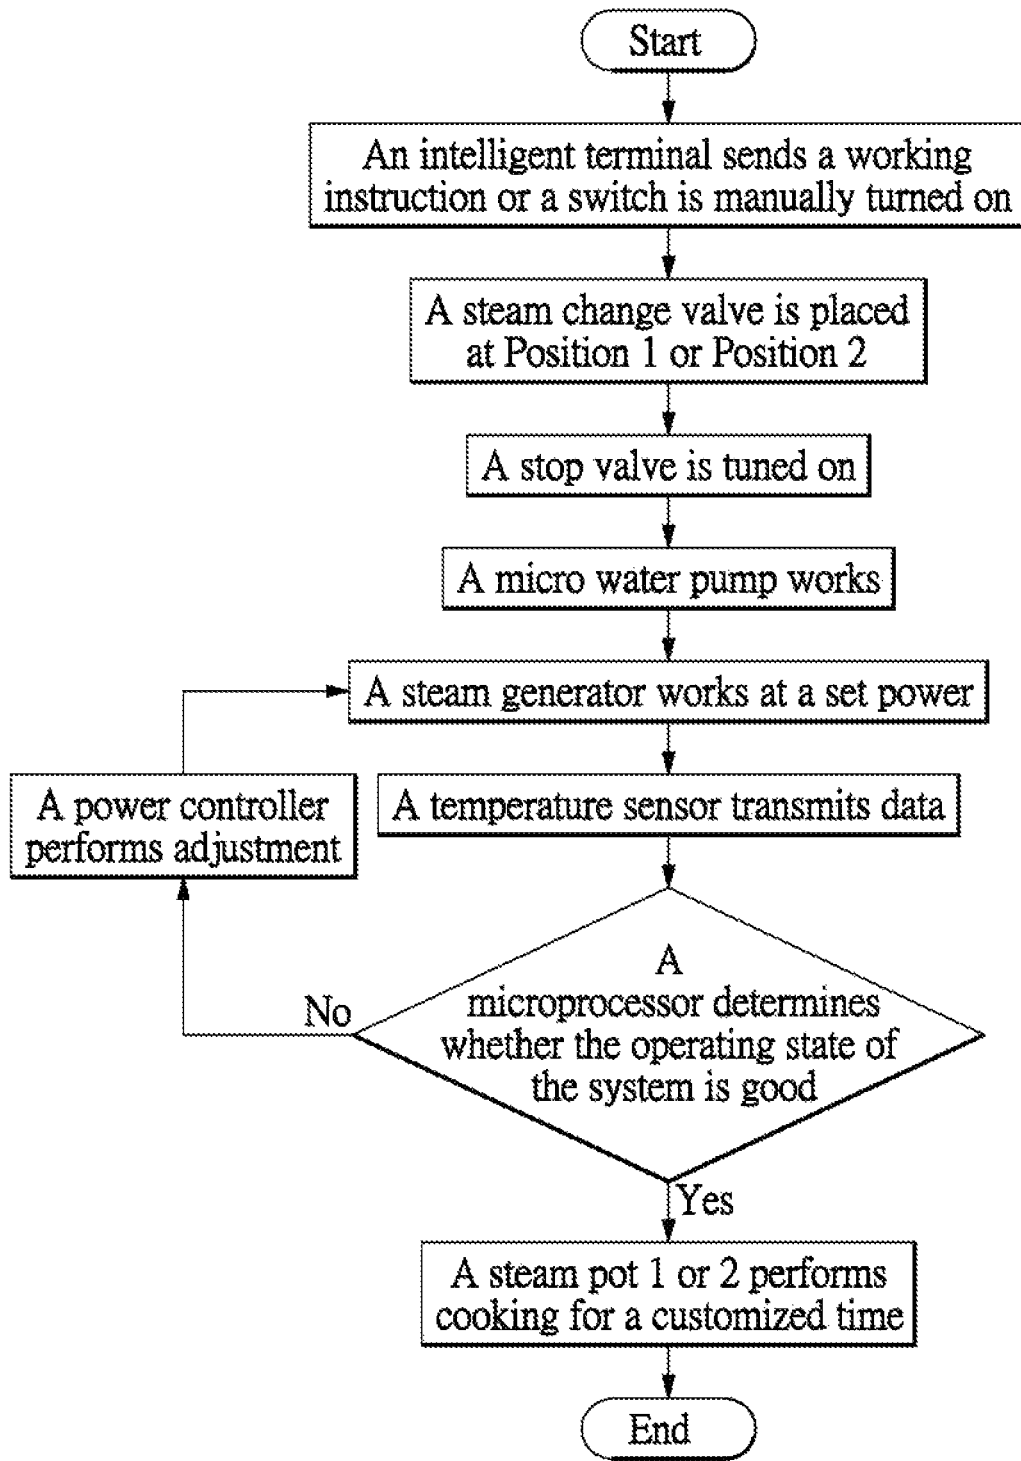 Start
An intelligent terminal sends a working
instruction or a switch is manually turned on
A steam change valve is placed
at Position 1 or Position 2
A stop valve is tuned on
A micro water pump works
A steam generator works at a set power
A power controller
performs adjustment
A temperature sensor transmits data
A
microprocessor determines
whether the operating state of
the system is good
No
Yes
A steam pot 1 or 2 performs
cooking for a customized time
End